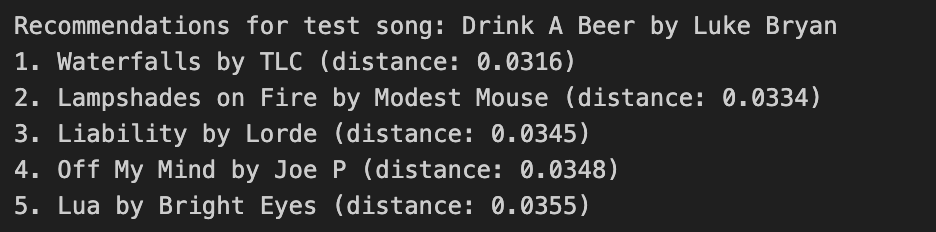 Recommendations for test song: Drink A Beer by Luke Bryan
1. Waterfalls by TLC (distance: 0.0316)
2. Lampshades on Fire by Modest Mouse (distance: 0.0334)
3. Liability by Lorde (distance: 0.0345)
4. Off My Mind by Joe P (distance: 0.0348)
5. Lua by Bright Eyes (distance: 0.0355)